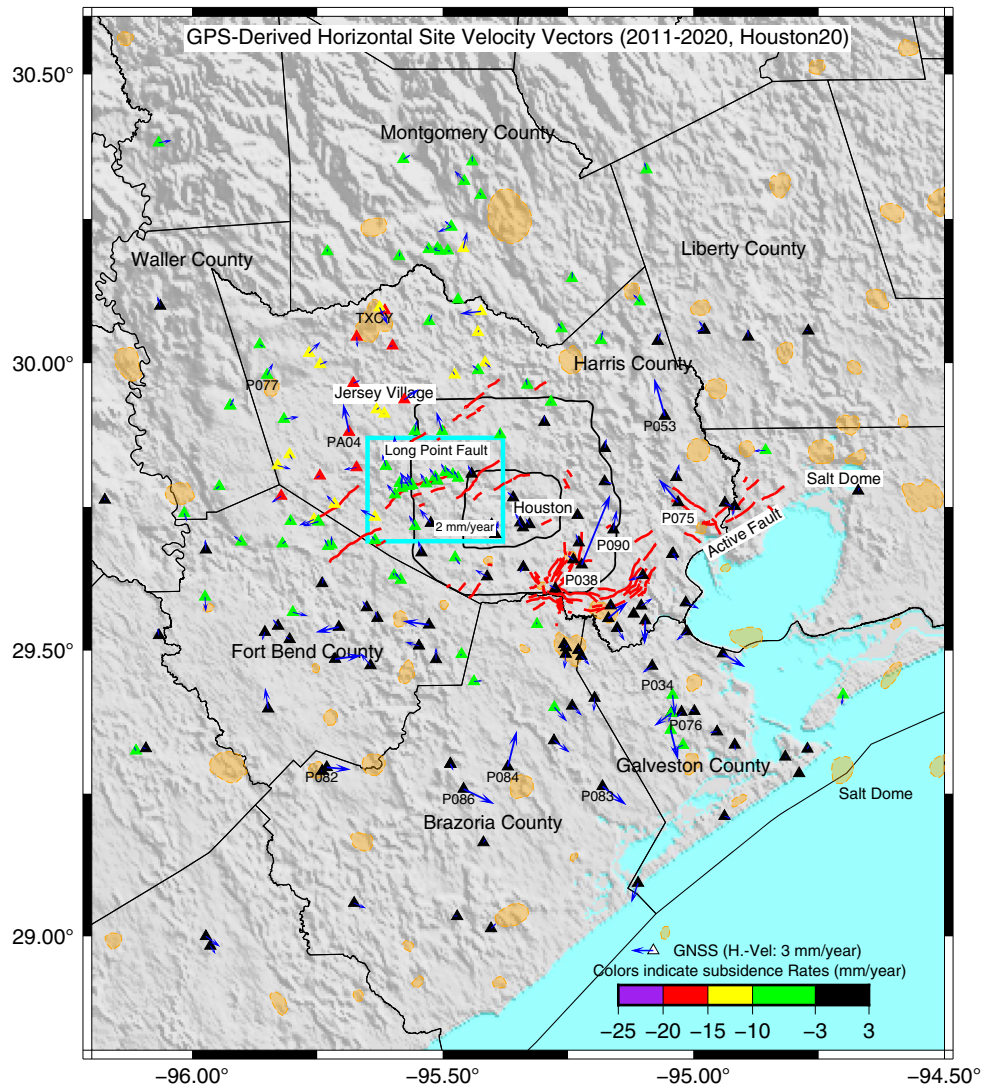 GPS-Derived Horizontal Site Velocity Vectors (2011-2020, Houston20)
30.50°
Montgomery County
Liberty County
Waller County
TXCY
30.00°
Harris County
P077
Jersey Village
P053
PA04
Long Point Fault
Salt Dome
Houston
P075
2 mm/year
Active Fault
P090
P038
29.50°
Fort Bend County
P034
P076
Galveston County
P082
P084
P083
Salt Dome
P086
Brazoria County
29.00°
GNSS (H.-Vel: 3 mm/year)
Colors indicate subsidence Rates (mm/year)
−25 −20 −15 −10 −3 3
−96.00° −95.50° −95.00° −94.50°